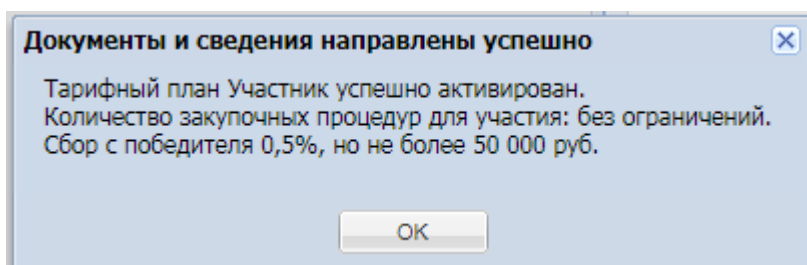 Документы и сведения направлены успешно
Тарифный план Участник успешно активирован.
Количество закупочных процедур для участия: без ограничений.
Сбор с победителя 0,5%, но не более 50 000 руб.
OK